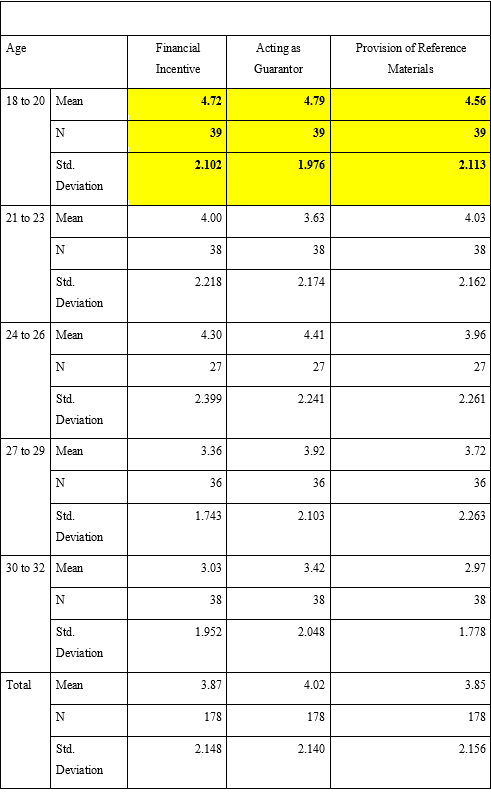 Age Financial Incentive Acting as Guarantor Provision of Reference Materials
18 to 20 Mean 4.72 4.79 4.56
N 39 39 39
Std. Deviation 2.102 1.976 2.113
21 to 23 Mean 4.00 3.63 4.03
N 38 38 38
Std. Deviation 2.218 2.174 2.162
24 to 26 Mean 4.30 4.41 3.96
N 27 27 27
Std. Deviation 2.399 2.241 2.261
27 to 29 Mean 3.36 3.92 3.72
N 36 36 36
Std. Deviation 1.743 2.103 2.263
30 to 32 Mean 3.03 3.42 2.97
N 38 38 38
Std. Deviation 1.952 2.048 1.778
Total Mean 3.87 4.02 3.85
N 178 178 178
Std. Deviation 2.148 2.140 2.156